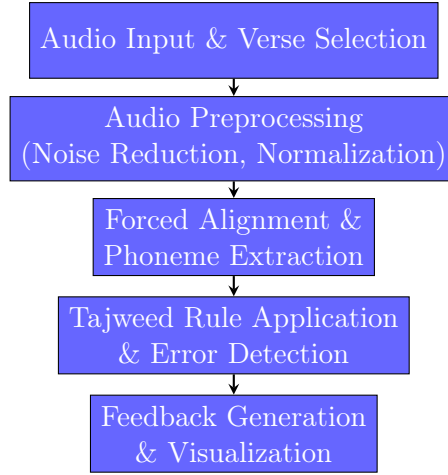 Audio Input & Verse Selection
Audio Preprocessing
(Noise Reduction, Normalization)
Forced Alignment &
Phoneme Extraction
Tajweed Rule Application
& Error Detection
Feedback Generation
& Visualization